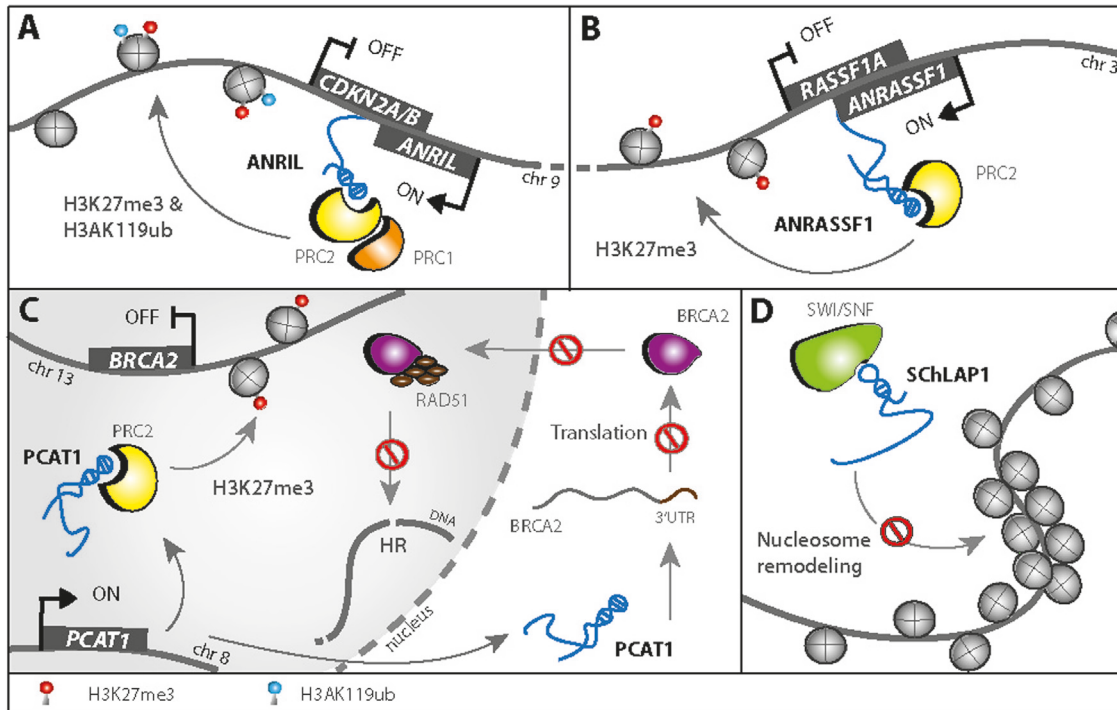 A
OFF
CDKN2A/B
ANRIL
ANRIL
ON
chr 9
H3K27me3 &
H3AK119ub
PRC2
PRC1
B
OFF
RASSF1A
ANRASSF1
chr 3
ON
PRC2
ANRASSF1
H3K27me3
C
OFF
BRCA2
chr 13
PRC2
PCAT1
H3K27me3
ON
PCAT1
chr 8
RAD51
BRCA2
Translation
BRCA2
3'UTR
DNA
HR
nucleus
PCAT1
D
SWI/SNF
SChLAP1
Nucleosome
remodeling
H3K27me3
H3AK119ub